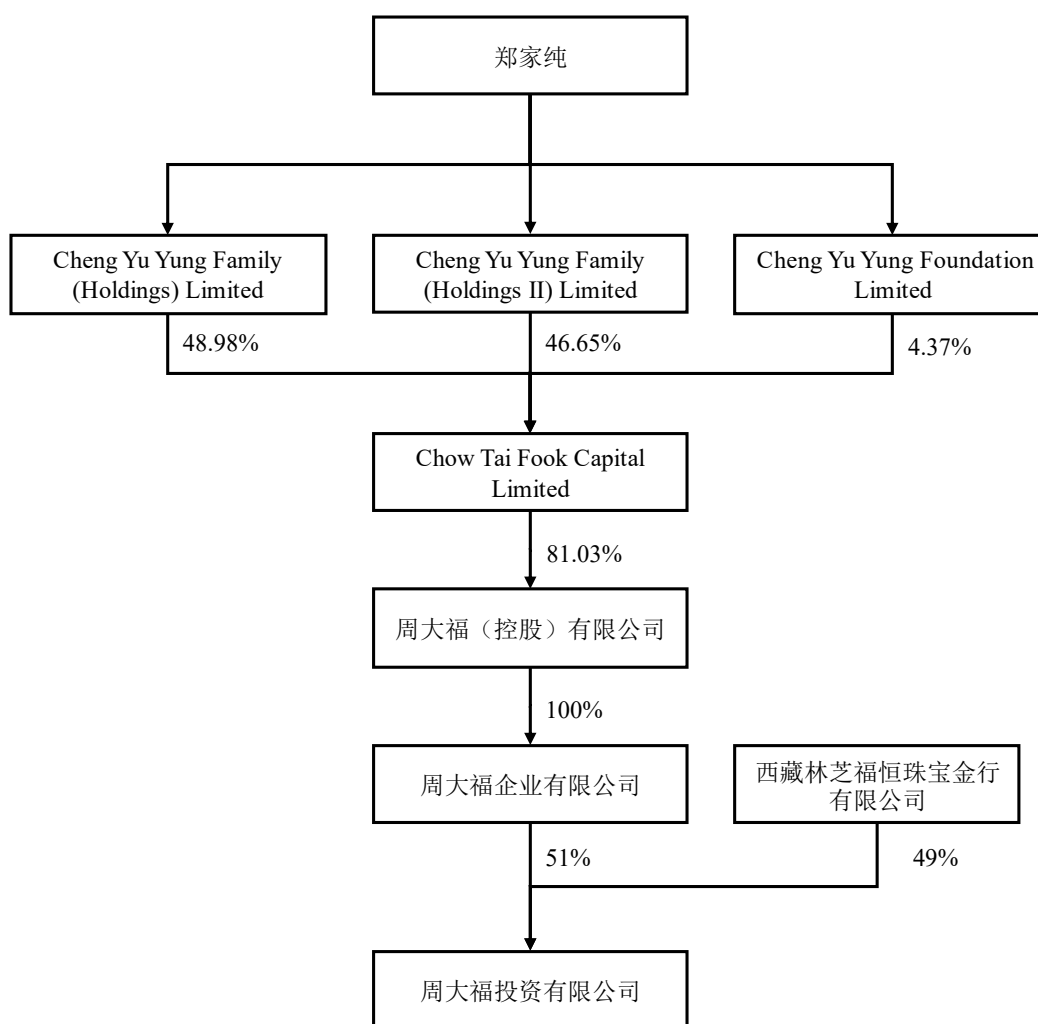 郑家纯
Cheng Yu Yung Family
(Holdings) Limited
Cheng Yu Yung Family
(Holdings II) Limited
Cheng Yu Yung Foundation
Limited
48.98%
46.65%
4.37%
Chow Tai Fook Capital
Limited
81.03%
周大福（控股）有限公司
100%
周大福企业有限公司
西藏林芝福恒珠宝金行
有限公司
51%
49%
周大福投资有限公司